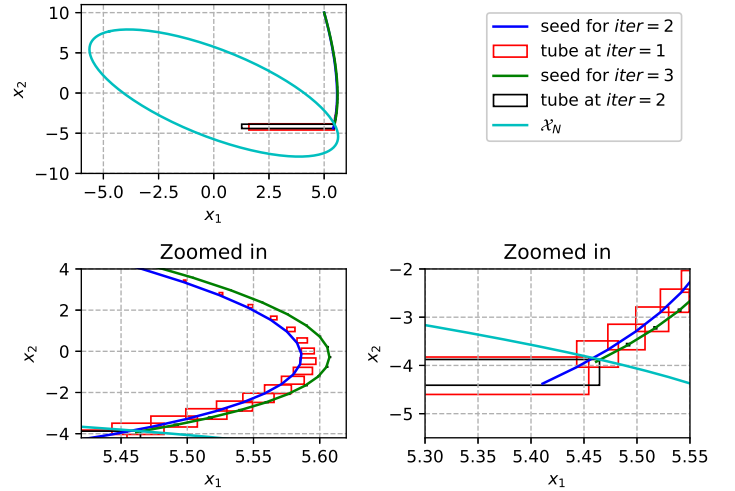 10
5
0
−5
−10
x₂
−5.0
−2.5
0.0
2.5
5.0
x₁
seed for iter = 2
tube at iter = 1
seed for iter = 3
tube at iter = 2
𝒳_N
Zoomed in
4
2
0
−2
−4
x₂
5.45
5.50
5.55
5.60
x₁
Zoomed in
−2
−3
−4
−5
x₂
5.30
5.35
5.40
5.45
5.50
5.55
x₁